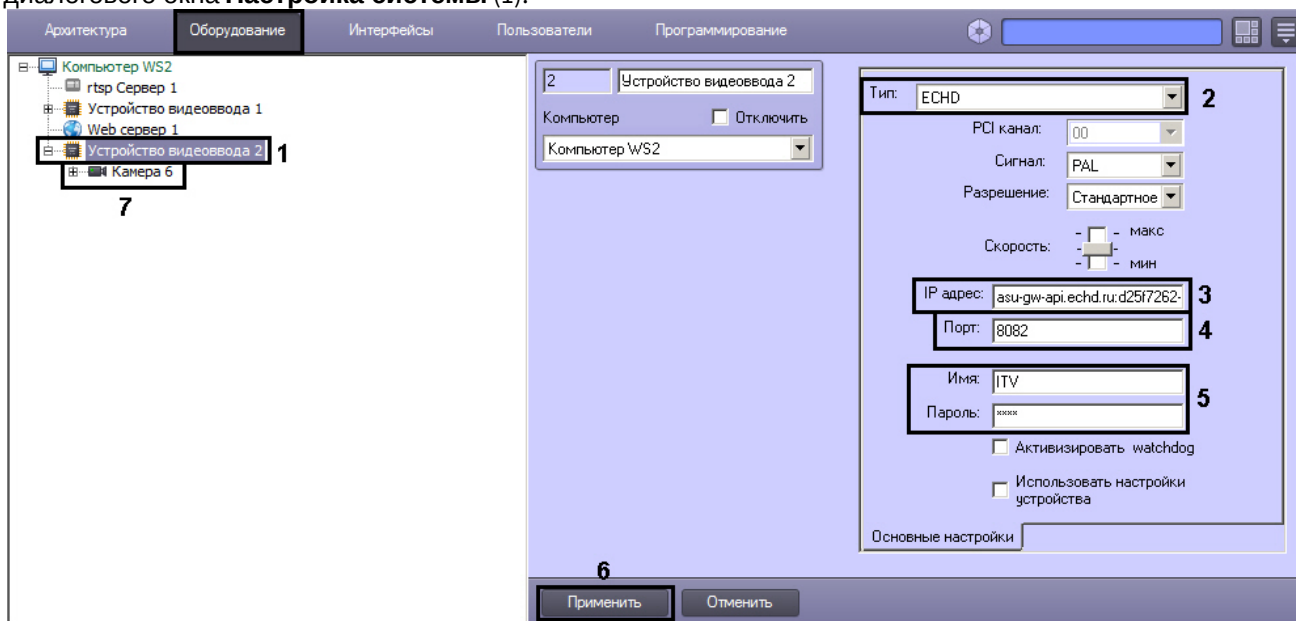 диалогового окна Настройка системы (1).
Архитектура Оборудование Интерфейсы Пользователи Программирование
Компьютер WS2
rtsp Сервер 1
Устройство видеоввода 1
Web сервер 1
Устройство видеоввода 2 1
Камера 6
7
2 Устройство видеоввода 2
Компьютер Отключить
Компьютер WS2
Тип: ECHD 2
PCI канал: 00
Сигнал: PAL
Разрешение: Стандартное
Скорость: макс
мин
IP адрес: asu-gw-api.echd.ru:d25f7262- 3
Порт: 8082 4
Имя: ITV
Пароль: хххх 5
Активизировать watchdog
Использовать настройки
устройства
Основные настройки
6
Применить Отменить